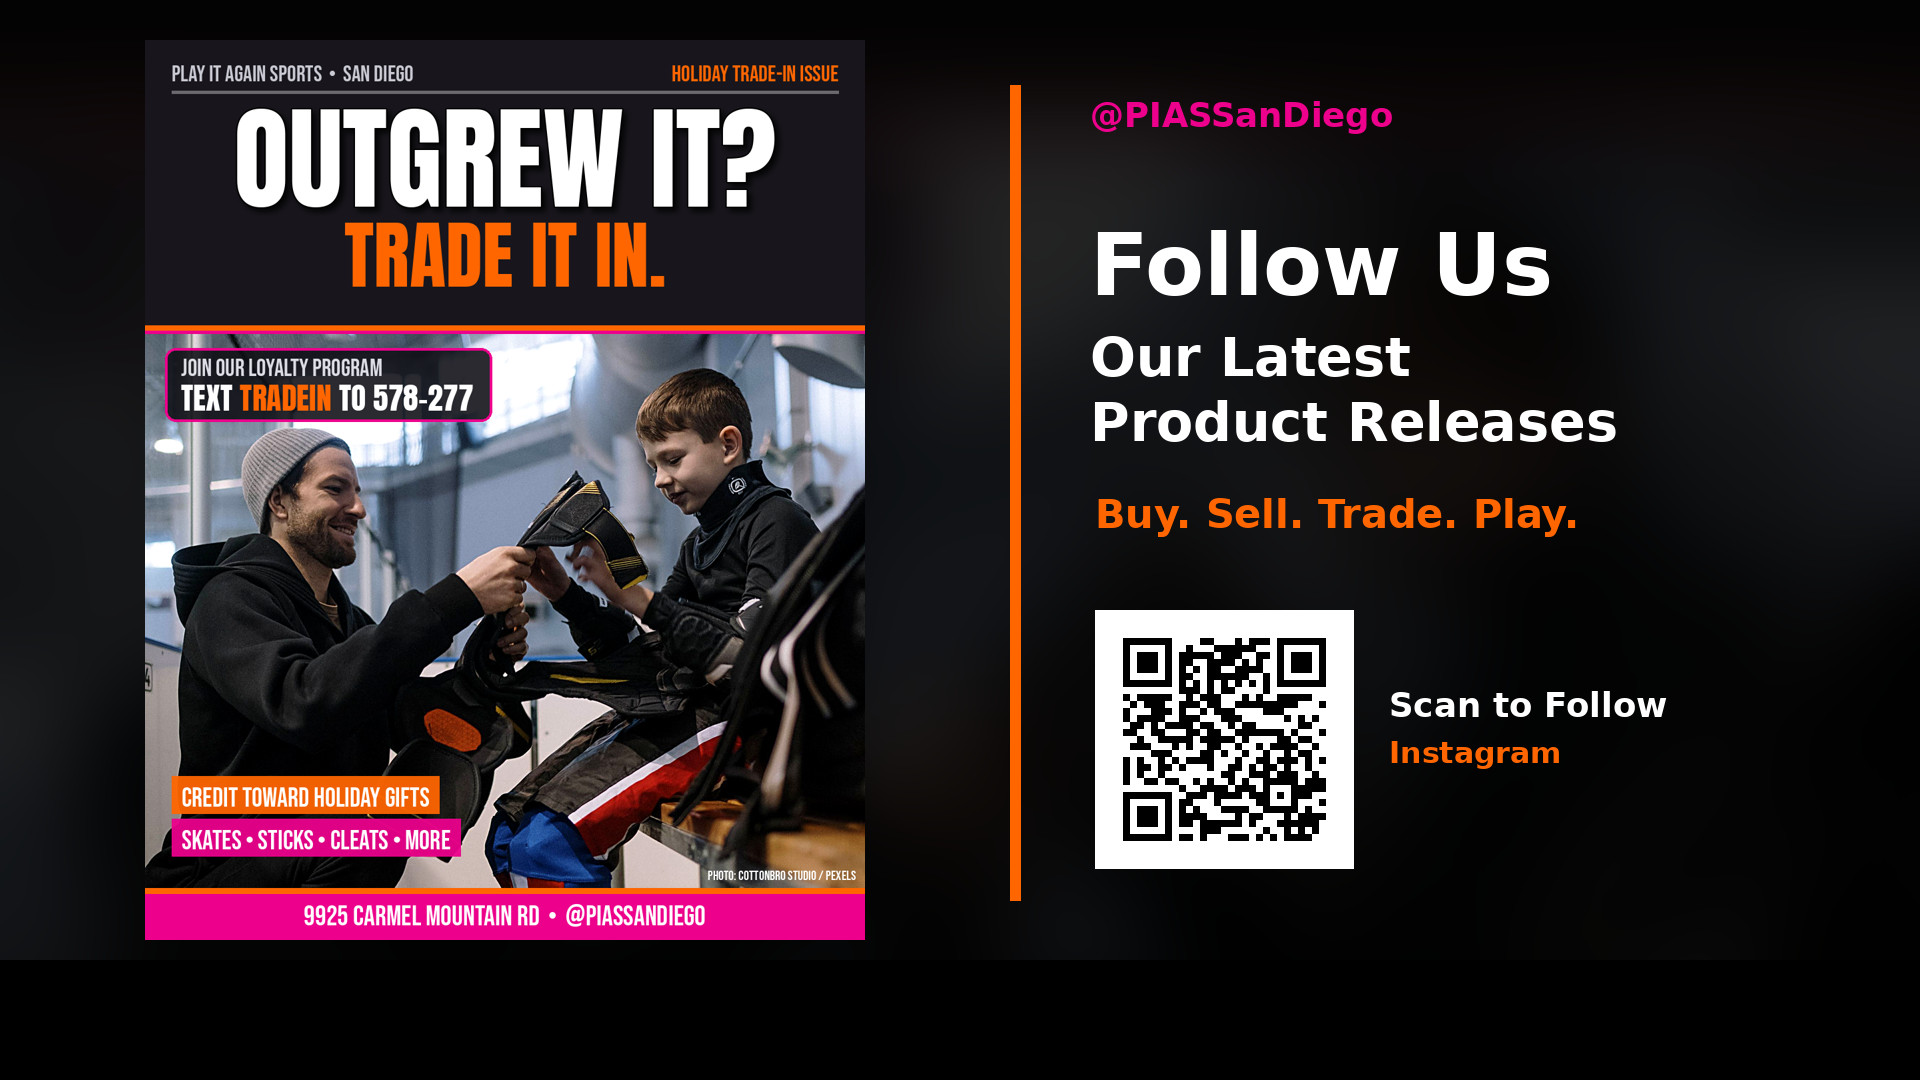 PLAY IT AGAIN SPORTS • SAN DIEGO
HOLIDAY TRADE-IN ISSUE
OUTGREW IT?
TRADE IT IN.
JOIN OUR LOYALTY PROGRAM
TEXT TRADEIN TO 578-277
CREDIT TOWARD HOLIDAY GIFTS
SKATES • STICKS • CLEATS • MORE
PHOTO: COTTONBRO STUDIO / PEXELS
9925 CARMEL MOUNTAIN RD • @PIASSANDIEGO
@PIASSanDiego
Follow Us
Our Latest
Product Releases
Buy. Sell. Trade. Play.
Scan to Follow
Instagram